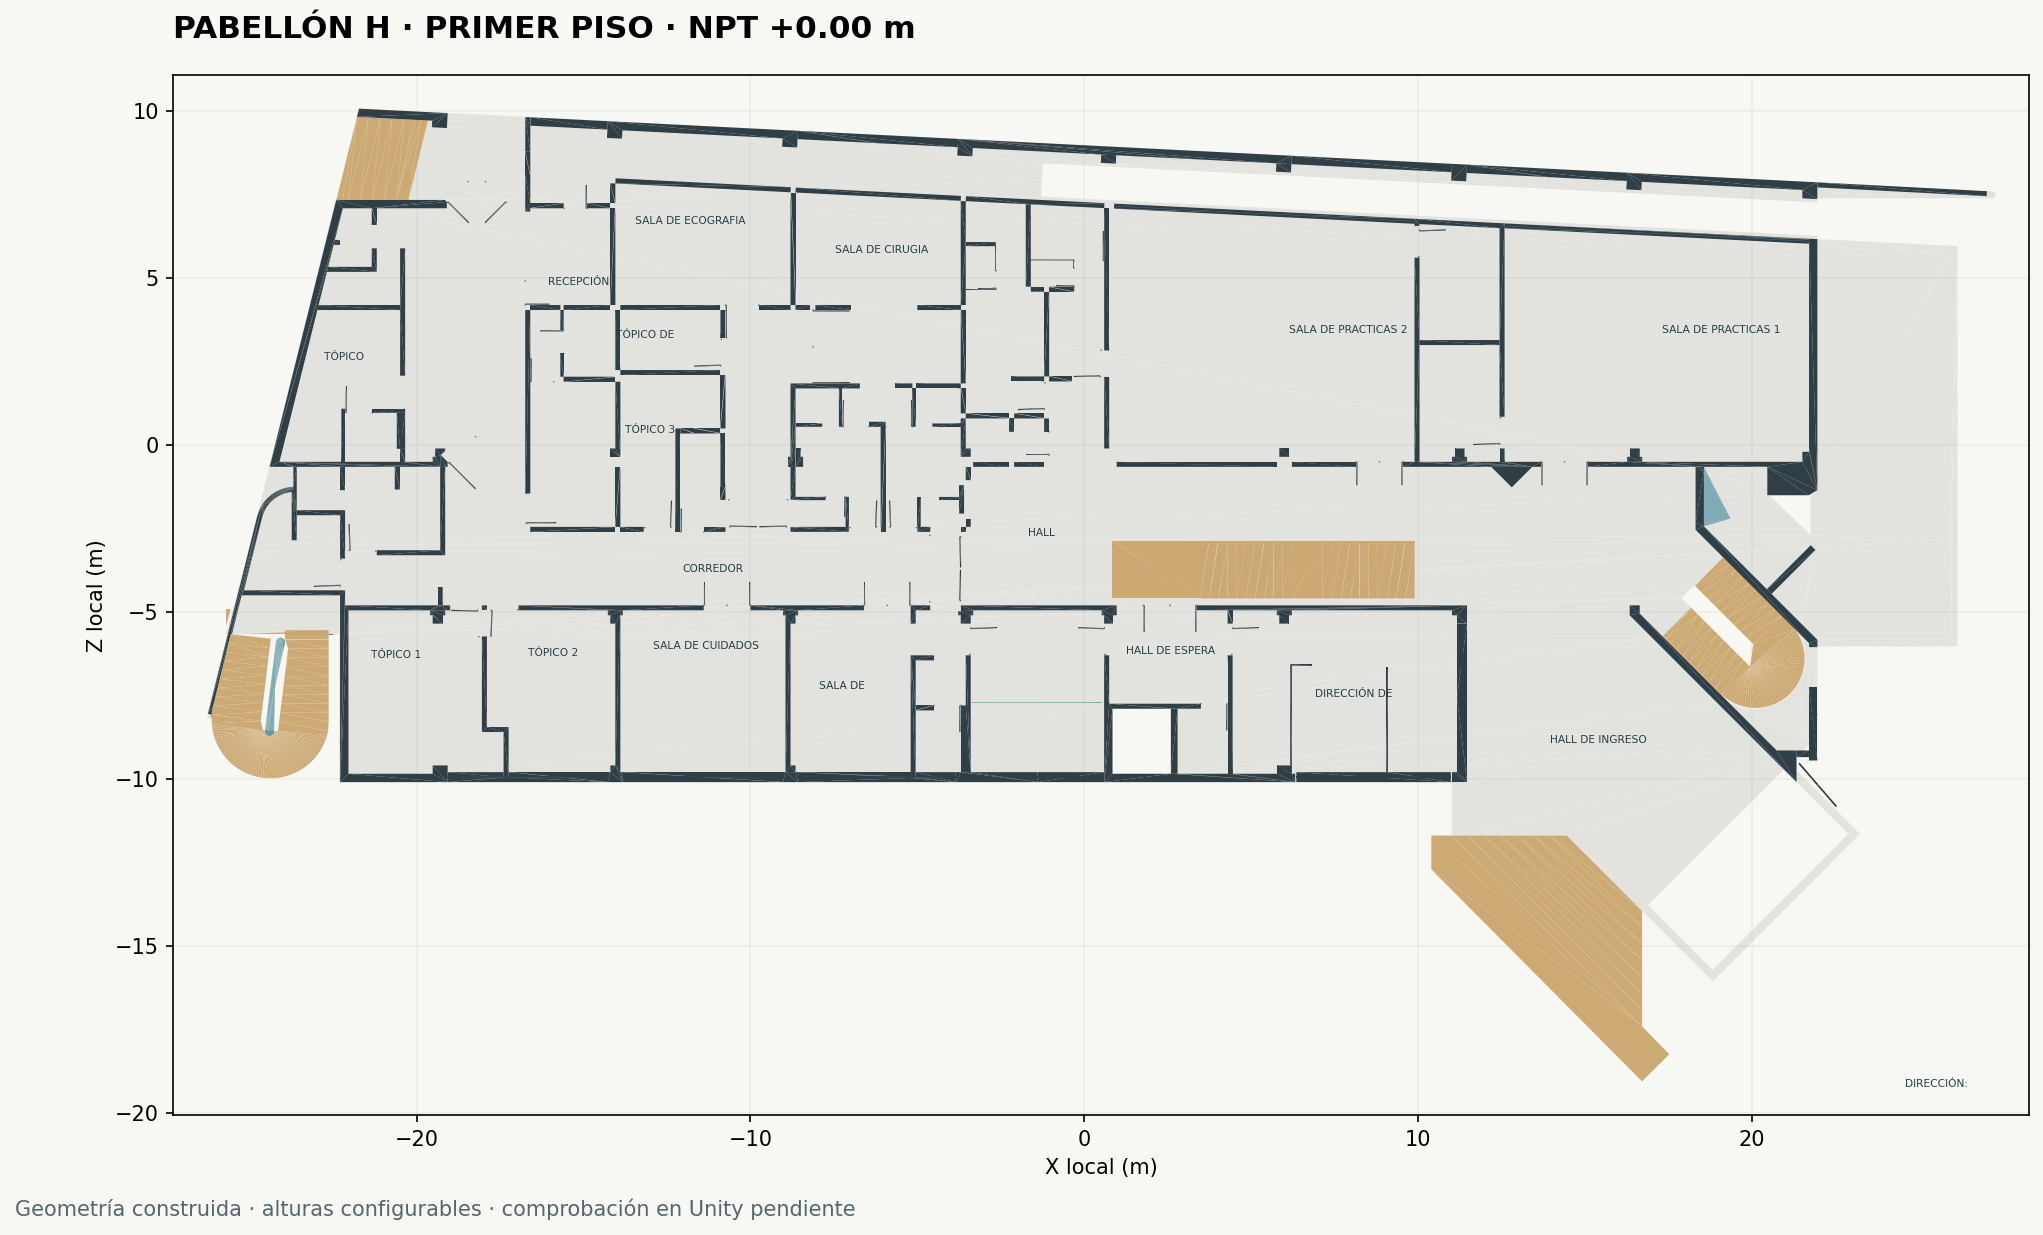 PABELLÓN H · PRIMER PISO · NPT +0.00 m
10
5
0
−5
−10
−15
−20
Z local (m)
SALA DE ECOGRAFIA
SALA DE CIRUGIA
RECEPCIÓN
TÓPICO DE
SALA DE PRACTICAS 2
SALA DE PRACTICAS 1
TÓPICO
TÓPICO 3
HALL
CORREDOR
TÓPICO 1
TÓPICO 2
SALA DE CUIDADOS
HALL DE ESPERA
SALA DE
DIRECCIÓN DE
HALL DE INGRESO
DIRECCIÓN:
−20
−10
0
10
20
X local (m)
Geometría construida · alturas configurables · comprobación en Unity pendiente